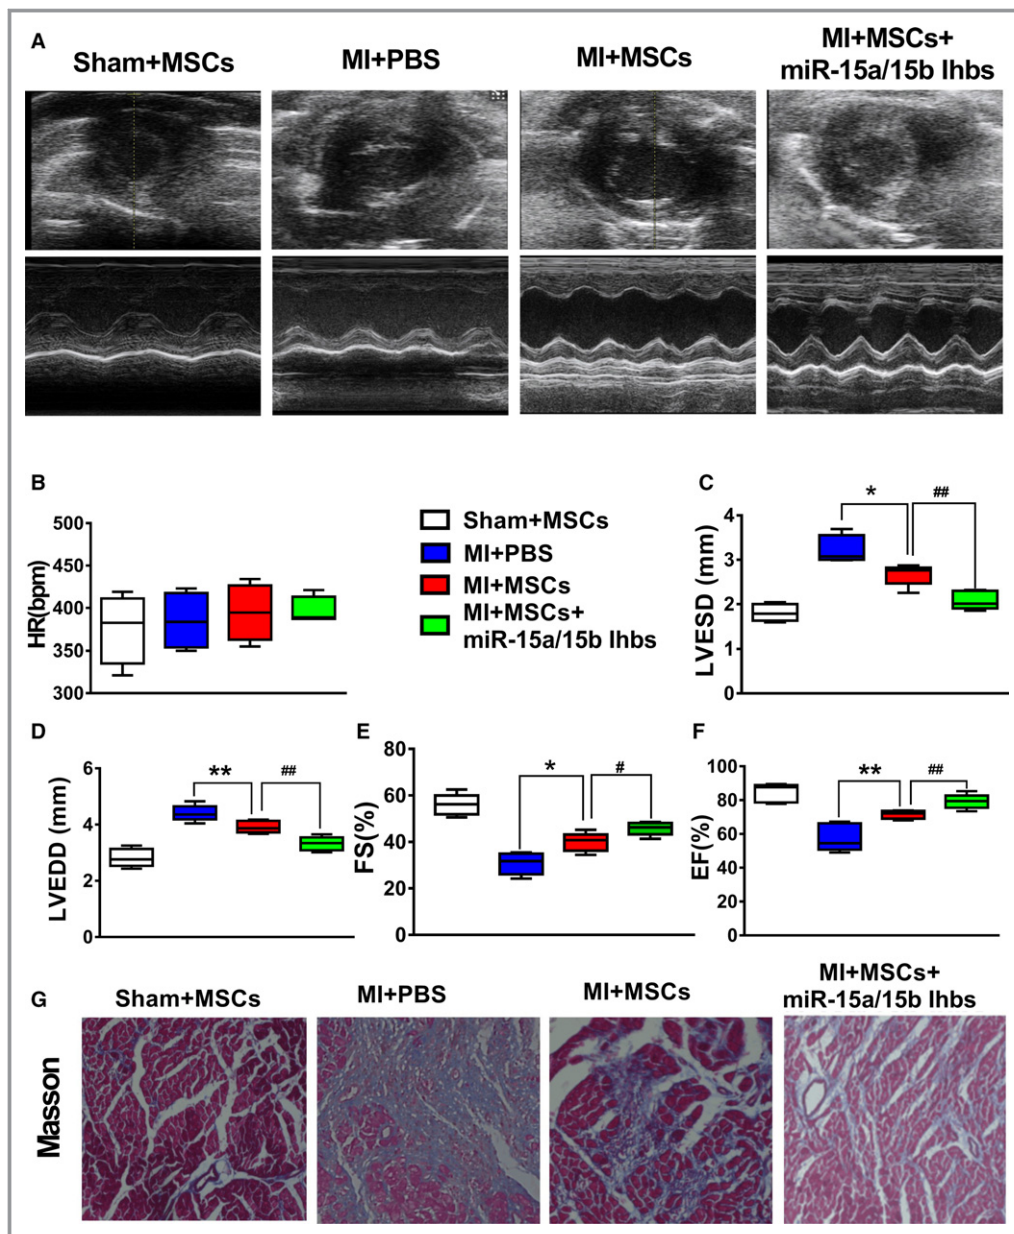 A
Sham+MSCs
MI+PBS
MI+MSCs
MI+MSCs+
miR-15a/15b Ihbs
B
HR(bpm)
500
450
400
350
300
Sham+MSCs
MI+PBS
MI+MSCs
MI+MSCs+
miR-15a/15b Ihbs
C
LVESD (mm)
4
3
2
1
0
*
##
D
LVEDD (mm)
6
4
2
0
**
##
E
FS(%)
80
60
40
20
0
*
#
F
EF(%)
100
80
60
40
20
0
**
##
G
Sham+MSCs
MI+PBS
MI+MSCs
MI+MSCs+
miR-15a/15b Ihbs
Masson